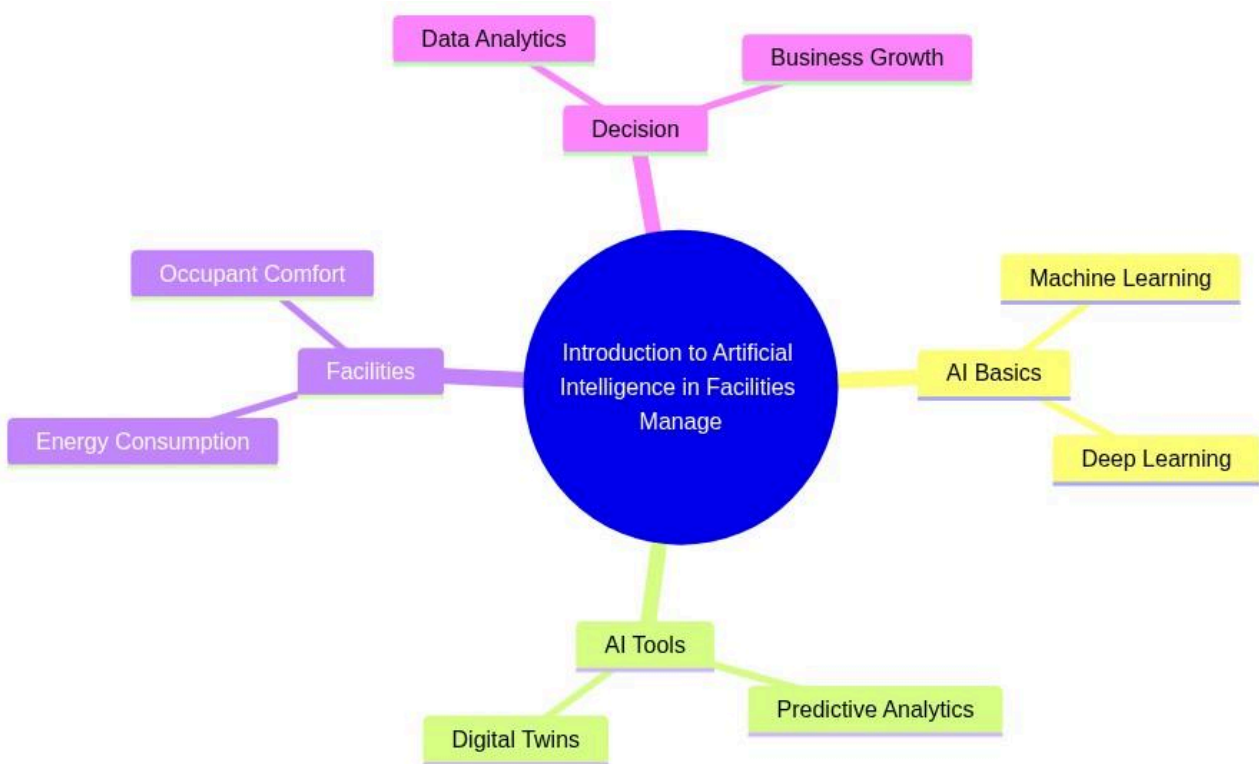 Data Analytics
Business Growth
Decision
Occupant Comfort
Facilities
Energy Consumption
Introduction to Artificial
Intelligence in Facilities
Manage
Machine Learning
AI Basics
Deep Learning
AI Tools
Digital Twins
Predictive Analytics